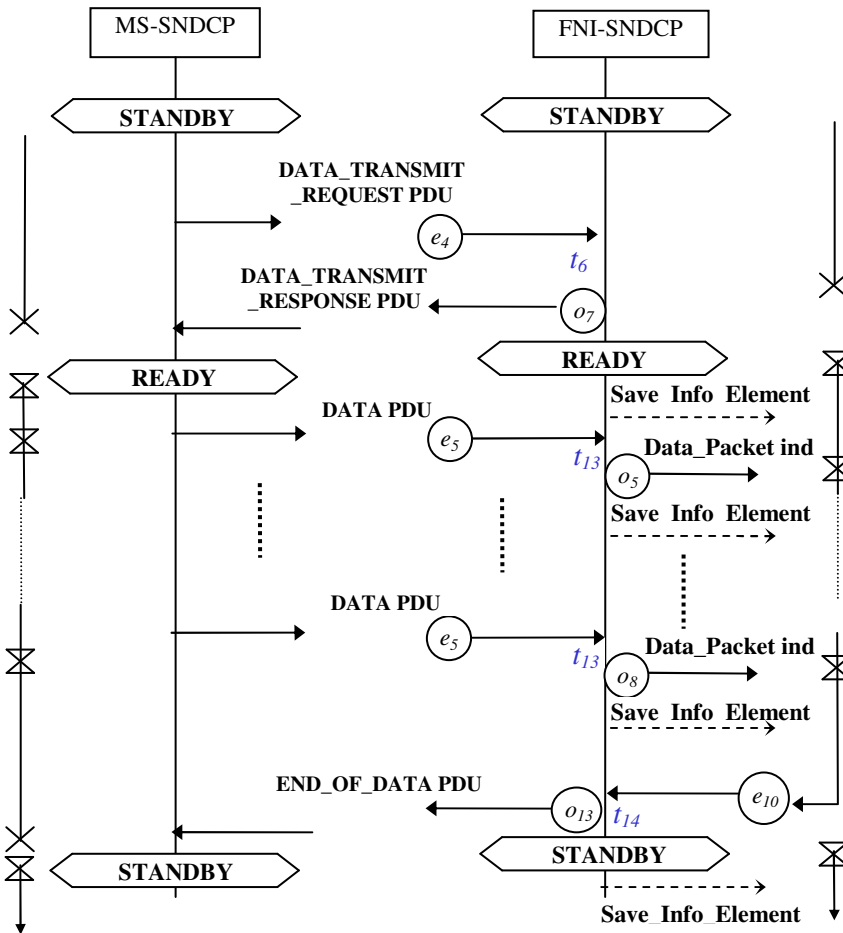 MS-SNDCP
FNI-SNDCP
STANDBY
STANDBY
DATA_TRANSMIT
_REQUEST PDU
e4
t6
DATA_TRANSMIT
_RESPONSE PDU
o7
READY
READY
Save Info Element
DATA PDU
e5
t13
Data_Packet ind
o5
Save Info Element
DATA PDU
e5
t13
Data_Packet ind
o8
Save Info Element
END_OF_DATA PDU
o13
t14
e10
STANDBY
STANDBY
Save_Info_Element